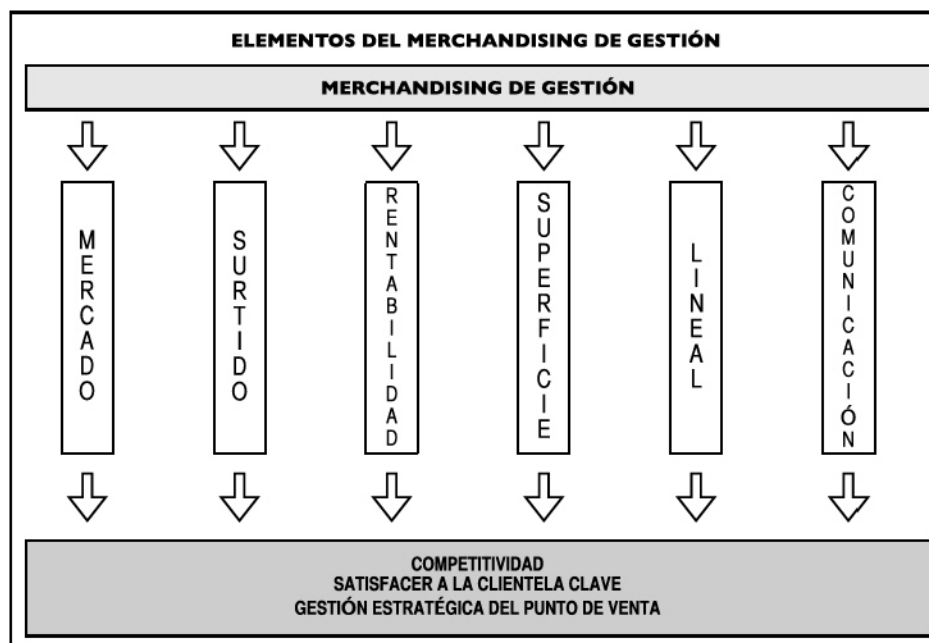 ELEMENTOS DEL MERCHANDISING DE GESTIÓN
MERCHANDISING DE GESTIÓN
MERCADO
SURTIDO
RENTABILIDAD
SUPERFICIE
LINEAL
COMUNICACIÓN
COMPETITIVIDAD
SATISFACER A LA CLIENTELA CLAVE
GESTIÓN ESTRATÉGICA DEL PUNTO DE VENTA